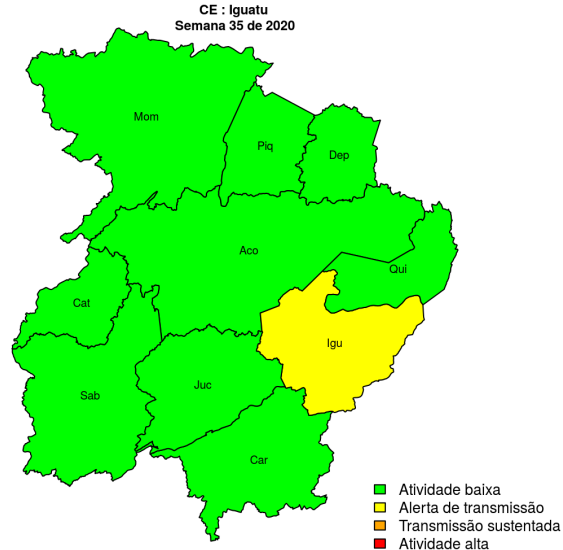 CE : Iguatu
Semana 35 de 2020
Mom
Piq
Dep
Aco
Qui
Cat
Igu
Juc
Sab
Car
Atividade baixa
Alerta de transmissão
Transmissão sustentada
Atividade alta